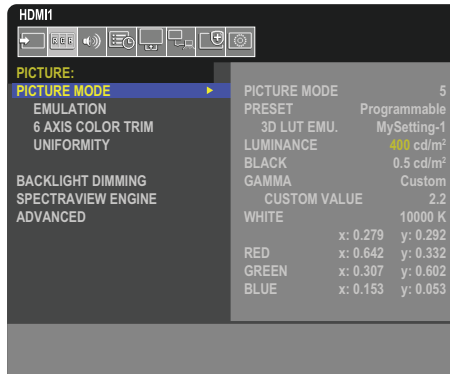 HDMI1
PICTURE:
PICTURE MODE
EMULATION
6 AXIS COLOR TRIM
UNIFORMITY
BACKLIGHT DIMMING
SPECTRAVIEW ENGINE
ADVANCED
PICTURE MODE 5
PRESET Programmable
3D LUT EMU. MySetting-1
LUMINANCE 400 cd/m²
BLACK 0.5 cd/m²
GAMMA Custom
CUSTOM VALUE 2.2
WHITE 10000 K
x: 0.279 y: 0.292
RED x: 0.642 y: 0.332
GREEN x: 0.307 y: 0.602
BLUE x: 0.153 y: 0.053